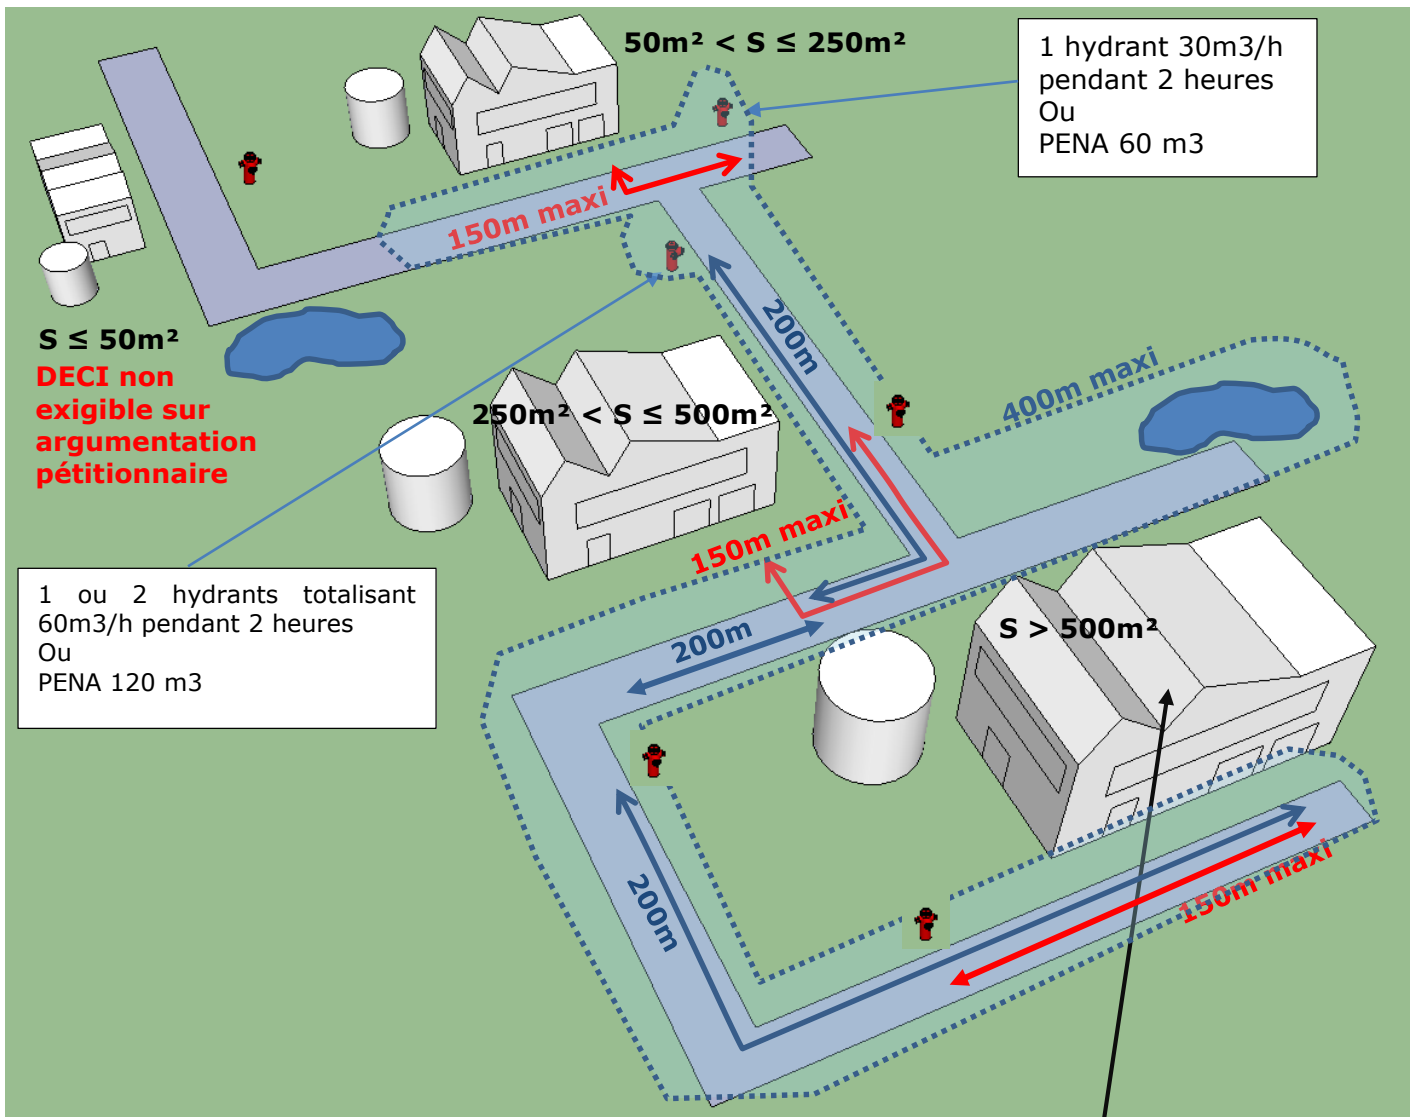 50m² < S ≤ 250m²
1 hydrant 30m3/h
pendant 2 heures
Ou
PENA 60 m3
150m maxi
200m
S ≤ 50m²
DECI non
exigible sur
argumentation
pétitionnaire
400m maxi
250m² < S ≤ 500m²
150m maxi
1 ou 2 hydrants totalisant
60m3/h pendant 2 heures
Ou
PENA 120 m3
200m
S > 500m²
200m
150m maxi